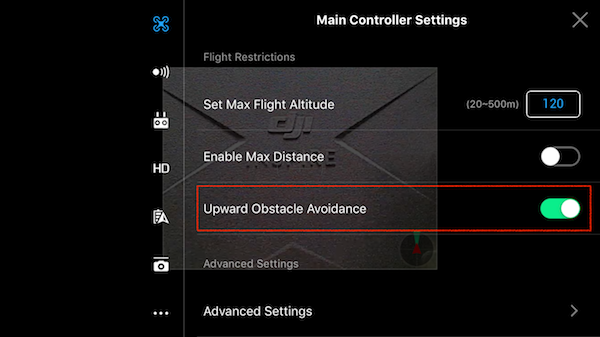 Main Controller Settings
Flight Restrictions
Set Max Flight Altitude (20~500m) 120
dji
Enable Max Distance
HD
Upward Obstacle Avoidance
Advanced Settings
Advanced Settings